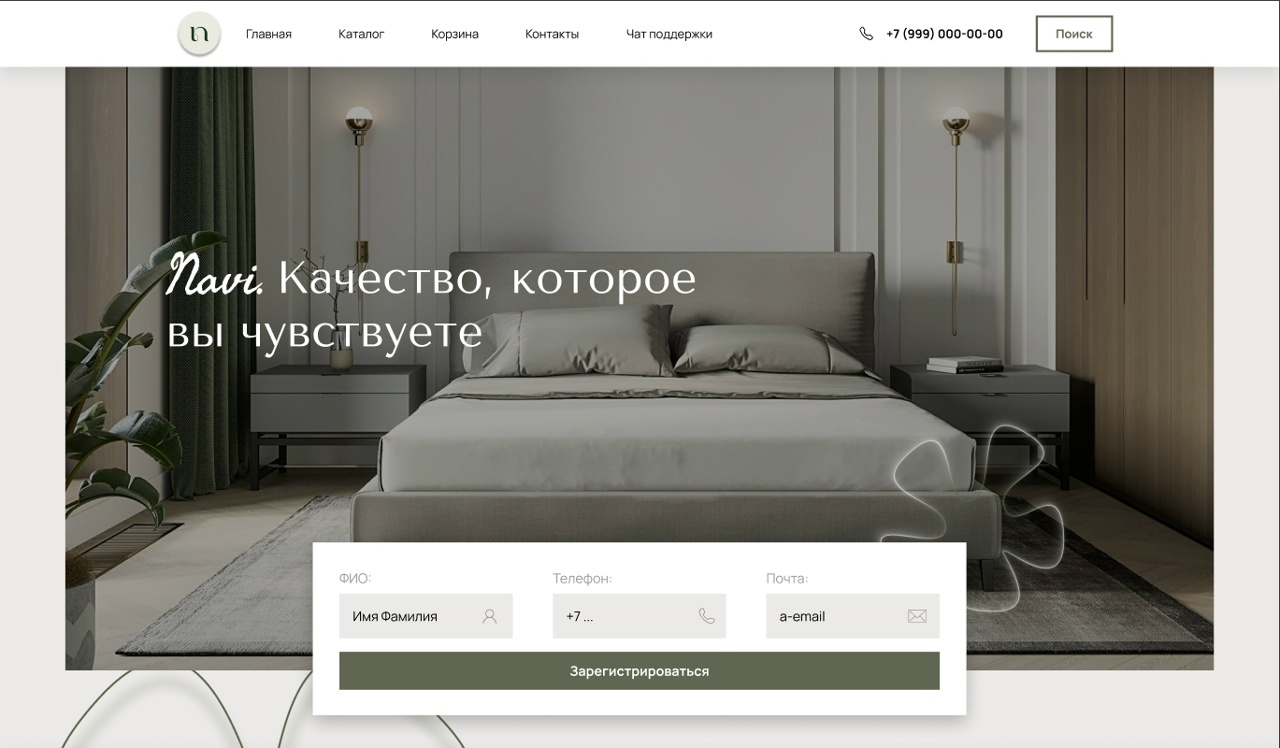 n
Главная
Каталог
Корзина
Контакты
Чат поддержки
+7 (999) 000-00-00
Поиск
Navi. Качество, которое
вы чувствуете
ФИО:
Телефон:
Почта:
Имя Фамилия
+7 ...
a-email
Зарегистрироваться